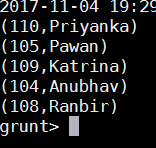 2017-11-04 19:29
(110,Priyanka)
(105,Pawan)
(109,Katrina)
(104,Anubhav)
(108,Ranbir)
grunt>